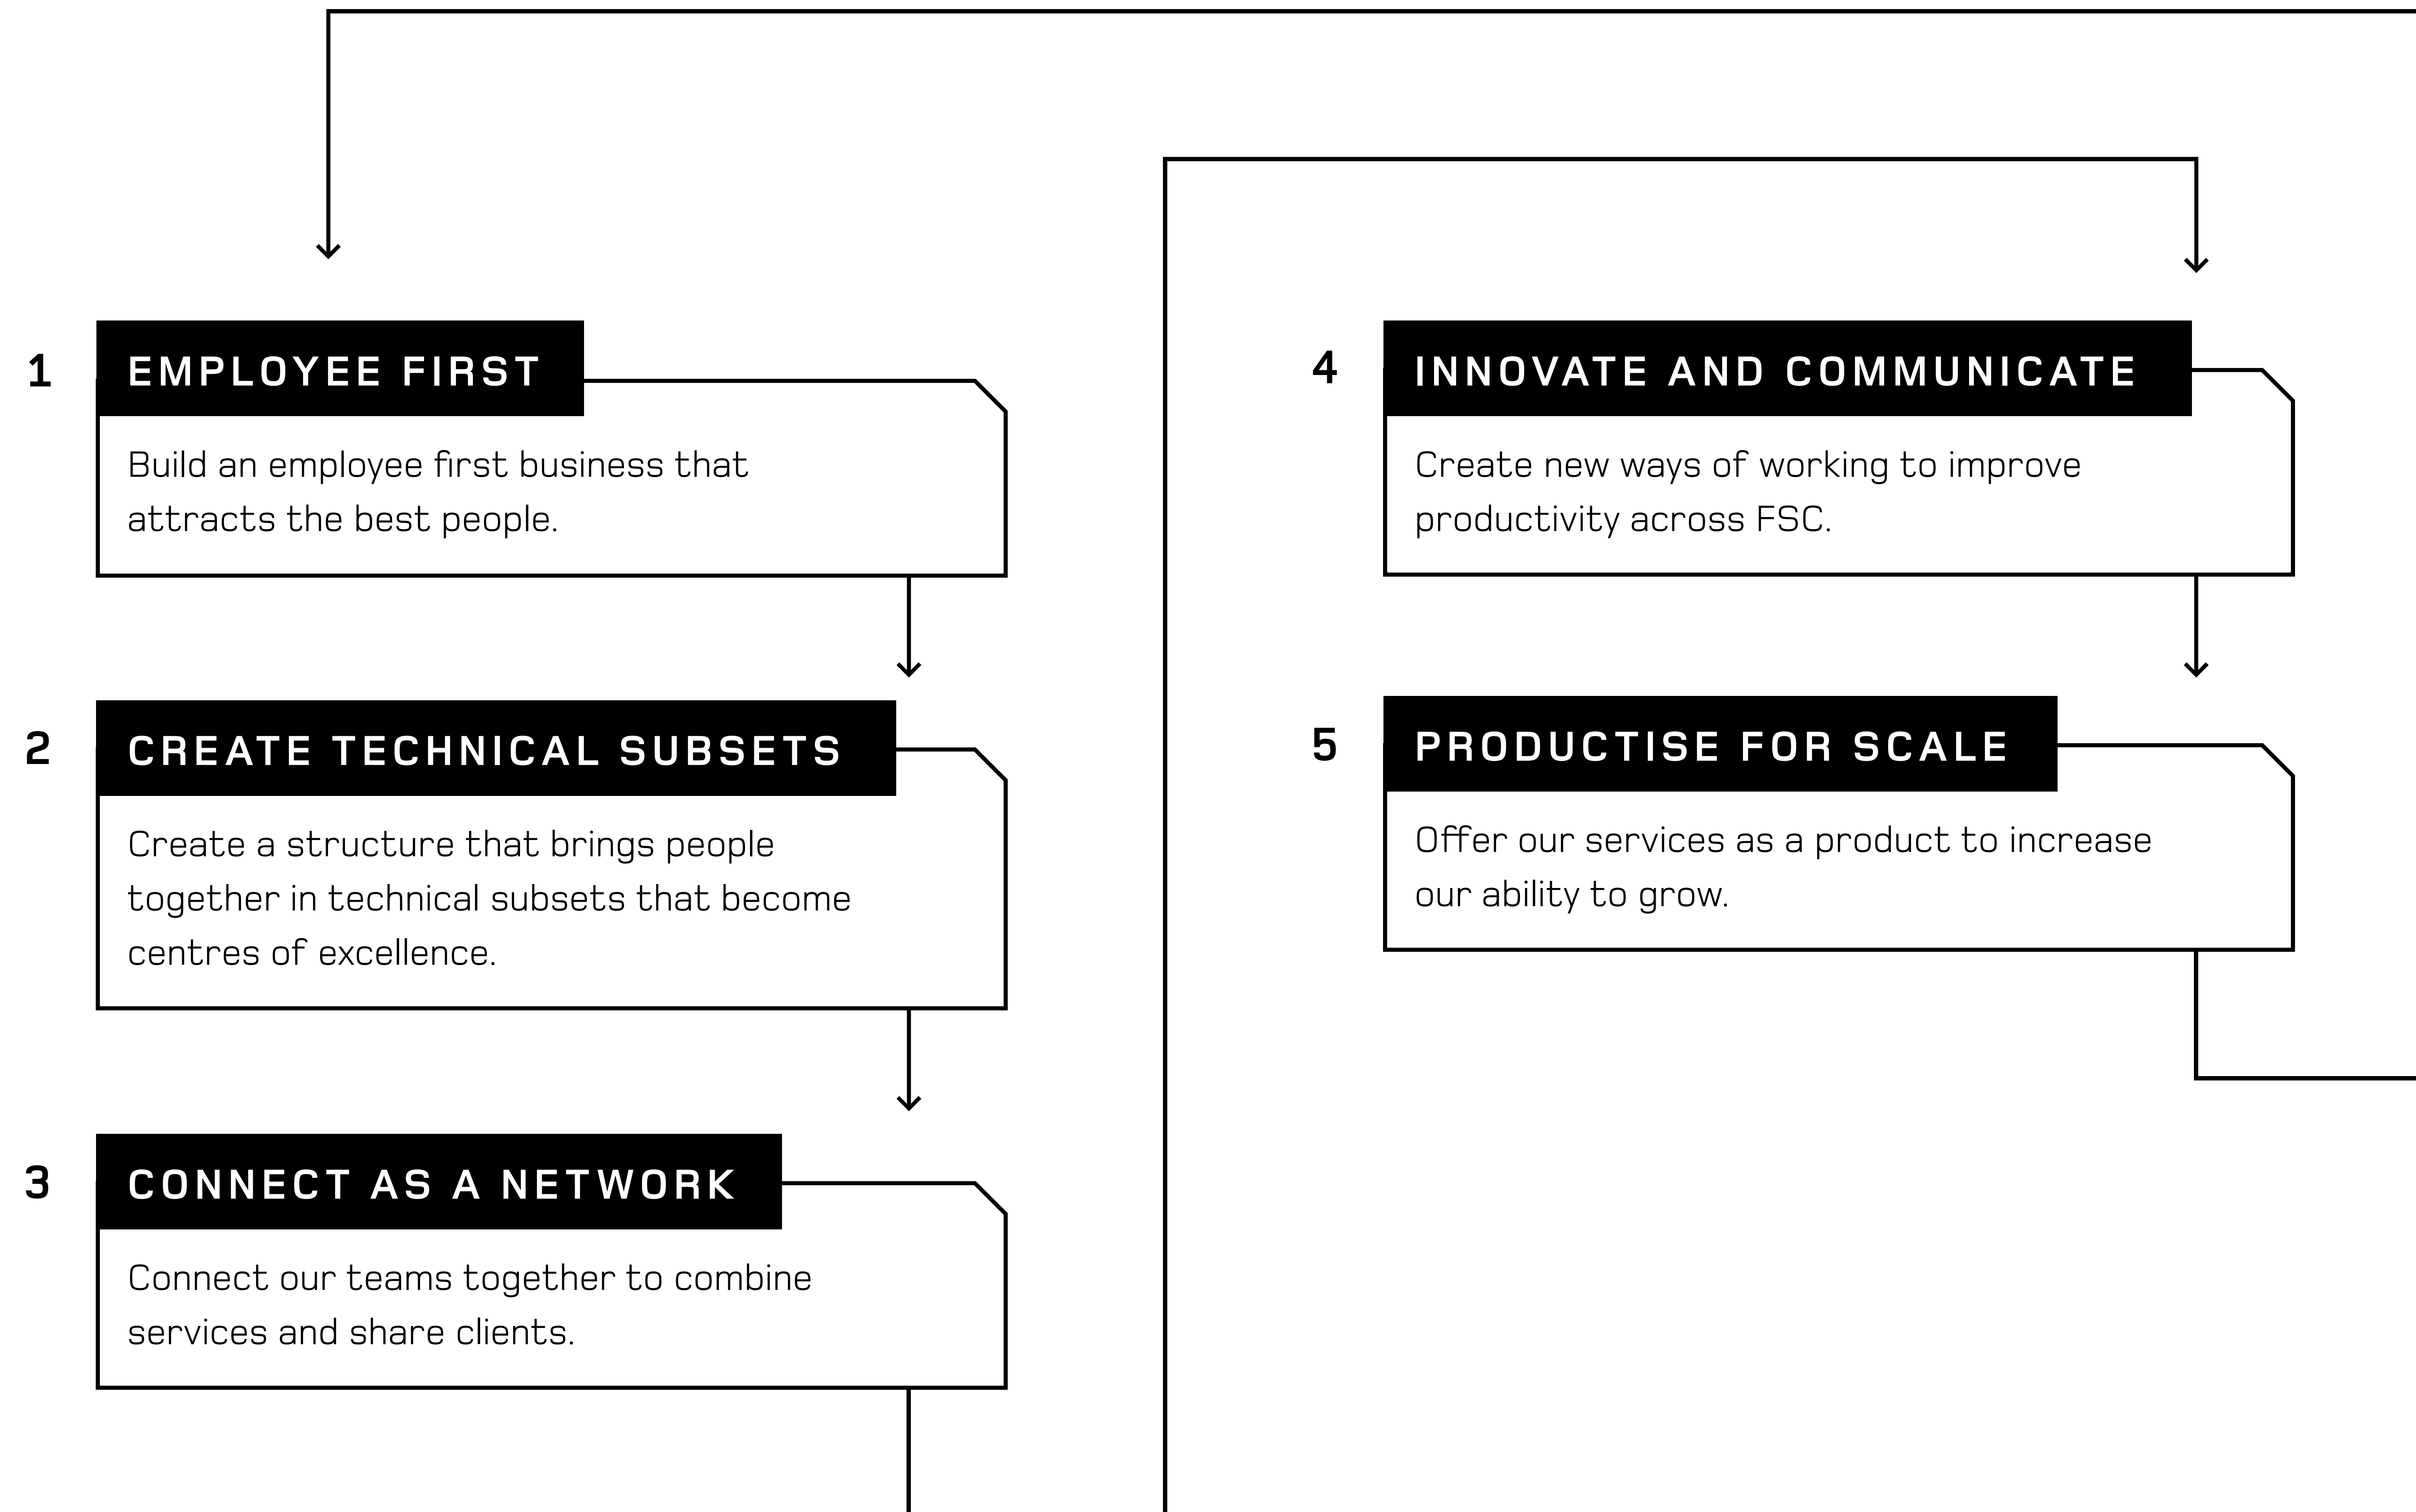 1
EMPLOYEE FIRST
Build an employee first business that
attracts the best people.
2
CREATE TECHNICAL SUBSETS
Create a structure that brings people
together in technical subsets that become
centres of excellence.
3
CONNECT AS A NETWORK
Connect our teams together to combine
services and share clients.
4
INNOVATE AND COMMUNICATE
Create new ways of working to improve
productivity across FSC.
5
PRODUCTISE FOR SCALE
Offer our services as a product to increase
our ability to grow.